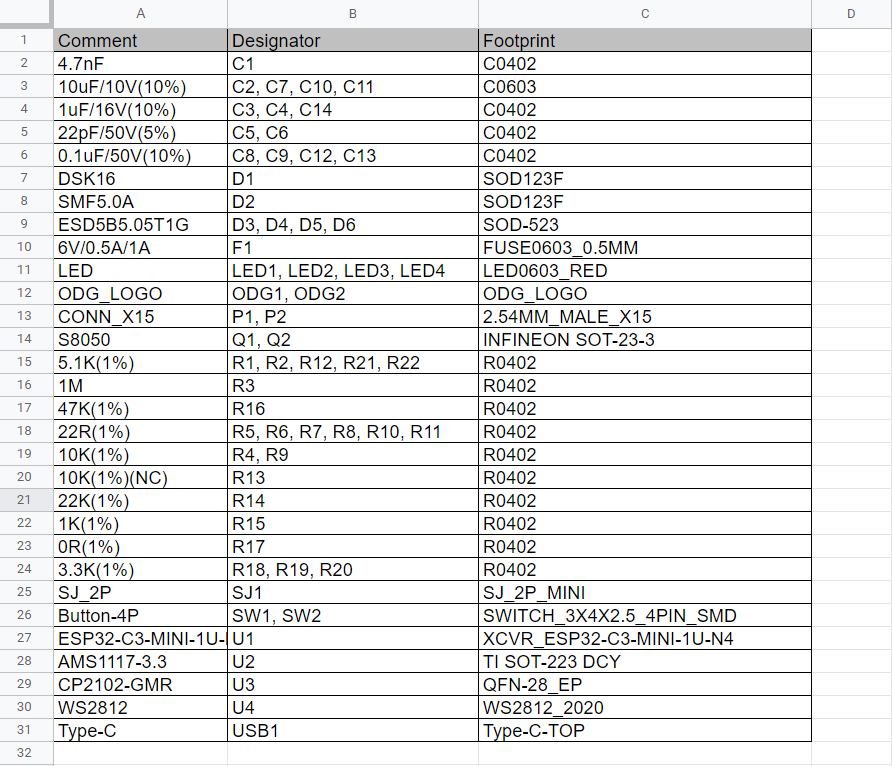 A B C D
1 Comment Designator Footprint
2 4.7nF C1 C0402
3 10uF/10V(10%) C2, C7, C10, C11 C0603
4 1uF/16V(10%) C3, C4, C14 C0402
5 22pF/50V(5%) C5, C6 C0402
6 0.1uF/50V(10%) C8, C9, C12, C13 C0402
7 DSK16 D1 SOD123F
8 SMF5.0A D2 SOD123F
9 ESD5B5.05T1G D3, D4, D5, D6 SOD-523
10 6V/0.5A/1A F1 FUSE0603_0.5MM
11 LED LED1, LED2, LED3, LED4 LED0603_RED
12 ODG_LOGO ODG1, ODG2 ODG_LOGO
13 CONN_X15 P1, P2 2.54MM_MALE_X15
14 S8050 Q1, Q2 INFINEON SOT-23-3
15 5.1K(1%) R1, R2, R12, R21, R22 R0402
16 1M R3 R0402
17 47K(1%) R16 R0402
18 22R(1%) R5, R6, R7, R8, R10, R11 R0402
19 10K(1%) R4, R9 R0402
20 10K(1%)(NC) R13 R0402
21 22K(1%) R14 R0402
22 1K(1%) R15 R0402
23 0R(1%) R17 R0402
24 3.3K(1%) R18, R19, R20 R0402
25 SJ_2P SJ1 SJ_2P_MINI
26 Button-4P SW1, SW2 SWITCH_3X4X2.5_4PIN_SMD
27 ESP32-C3-MINI-1U- U1 XCVR_ESP32-C3-MINI-1U-N4
28 AMS1117-3.3 U2 TI SOT-223 DCY
29 CP2102-GMR U3 QFN-28_EP
30 WS2812 U4 WS2812_2020
31 Type-C USB1 Type-C-TOP
32